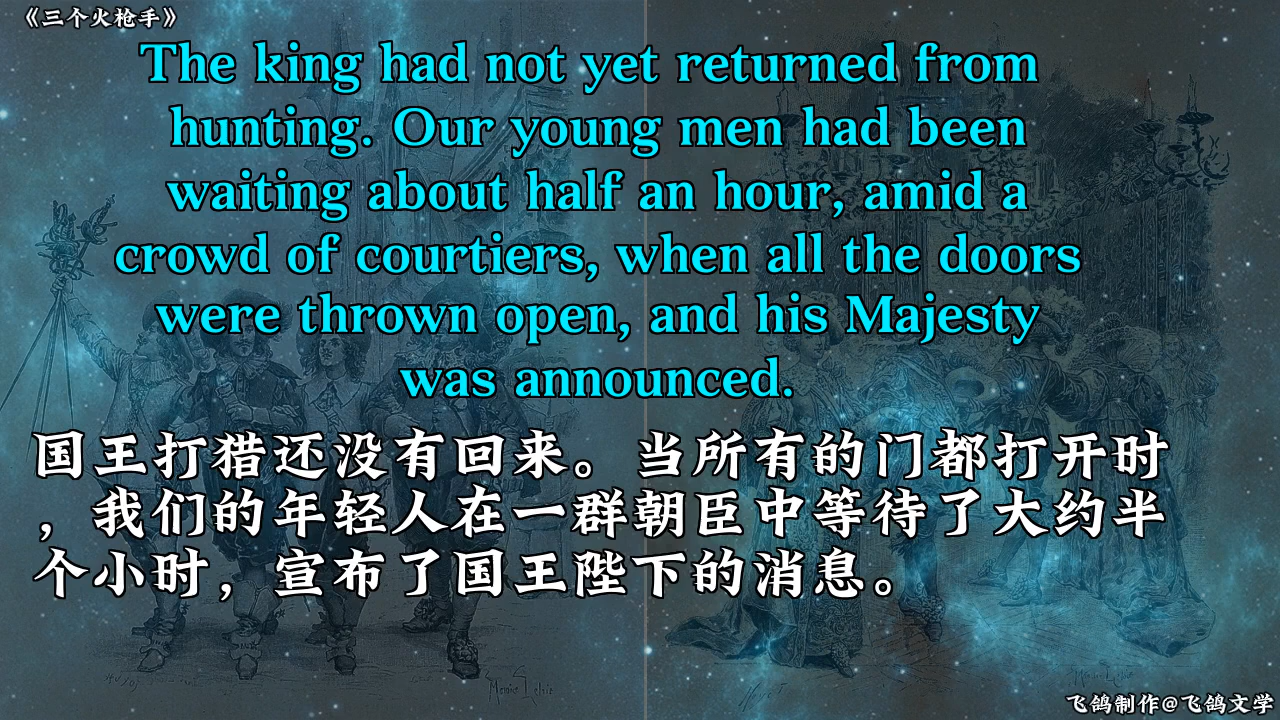 《三个火枪手》
The king had not yet returned from
hunting. Our young men had been
waiting about half an hour, amid a
crowd of courtiers, when all the doors
were thrown open, and his Majesty
was announced.
国王打猎还没有回来。当所有的门都打开时
，我们的年轻人在一群朝臣中等待了大约半
个小时，宣布了国王陛下的消息。
飞鸽制作@飞鸽文学